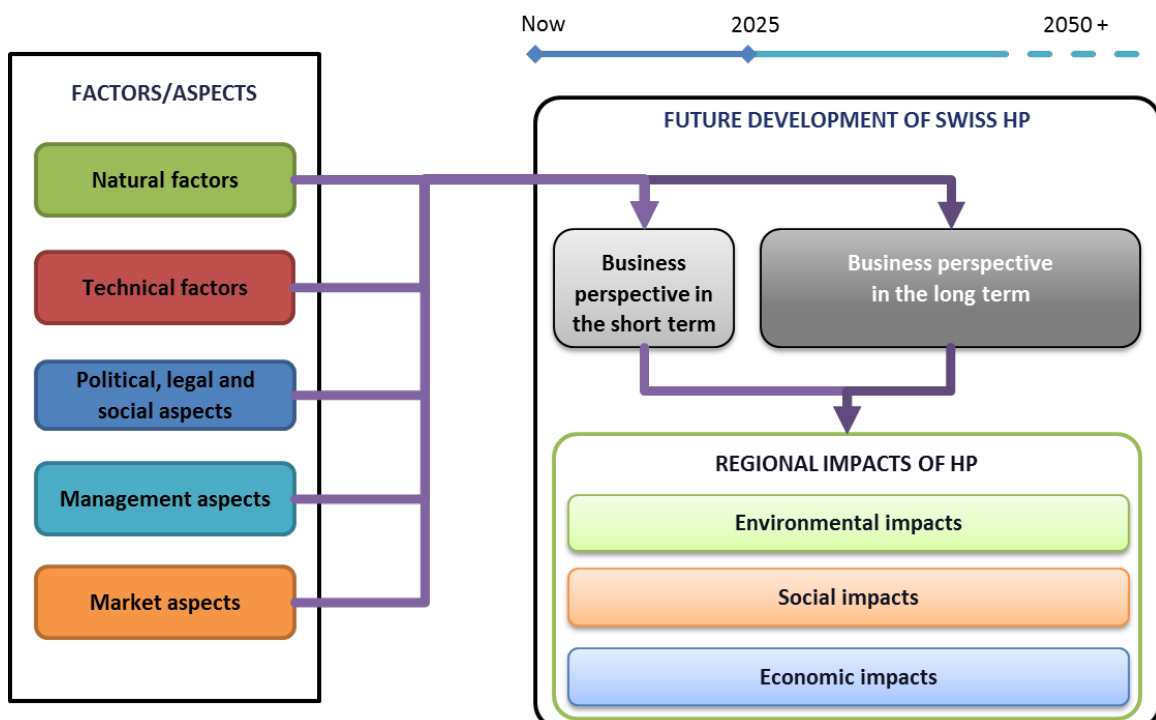 Now 2025 2050 +
FACTORS/ASPECTS
Natural factors
Technical factors
Political, legal and
social aspects
Management aspects
Market aspects
FUTURE DEVELOPMENT OF SWISS HP
Business
perspective in
the short term
Business perspective
in the long term
REGIONAL IMPACTS OF HP
Environmental impacts
Social impacts
Economic impacts